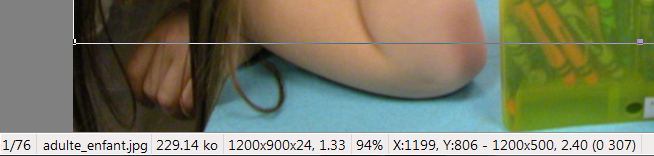 1/76 adulte_enfant.jpg 229.14 ko 1200x900x24, 1.33 94% X:1199, Y:806 - 1200x500, 2.40 (0 307)